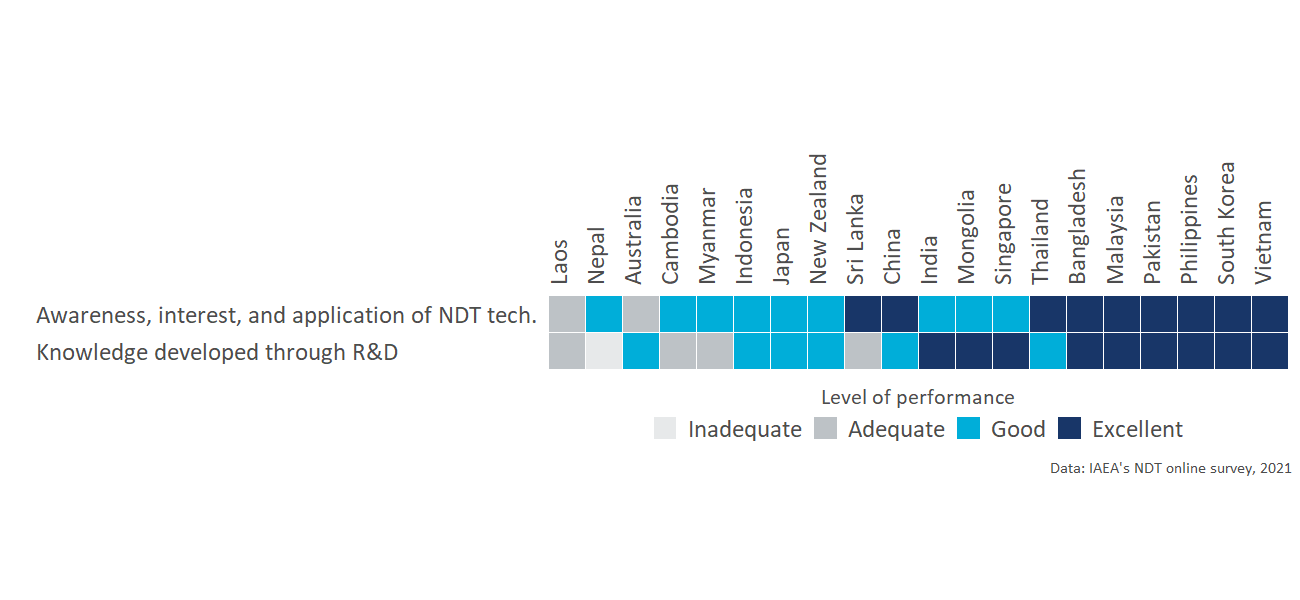 Laos
Nepal
Australia
Cambodia
Myanmar
Indonesia
Japan
New Zealand
Sri Lanka
China
India
Mongolia
Singapore
Thailand
Bangladesh
Malaysia
Pakistan
Philippines
South Korea
Vietnam
Awareness, interest, and application of NDT tech.
Knowledge developed through R&D
Level of performance
Inadequate Adequate Good Excellent
Data: IAEA's NDT online survey, 2021